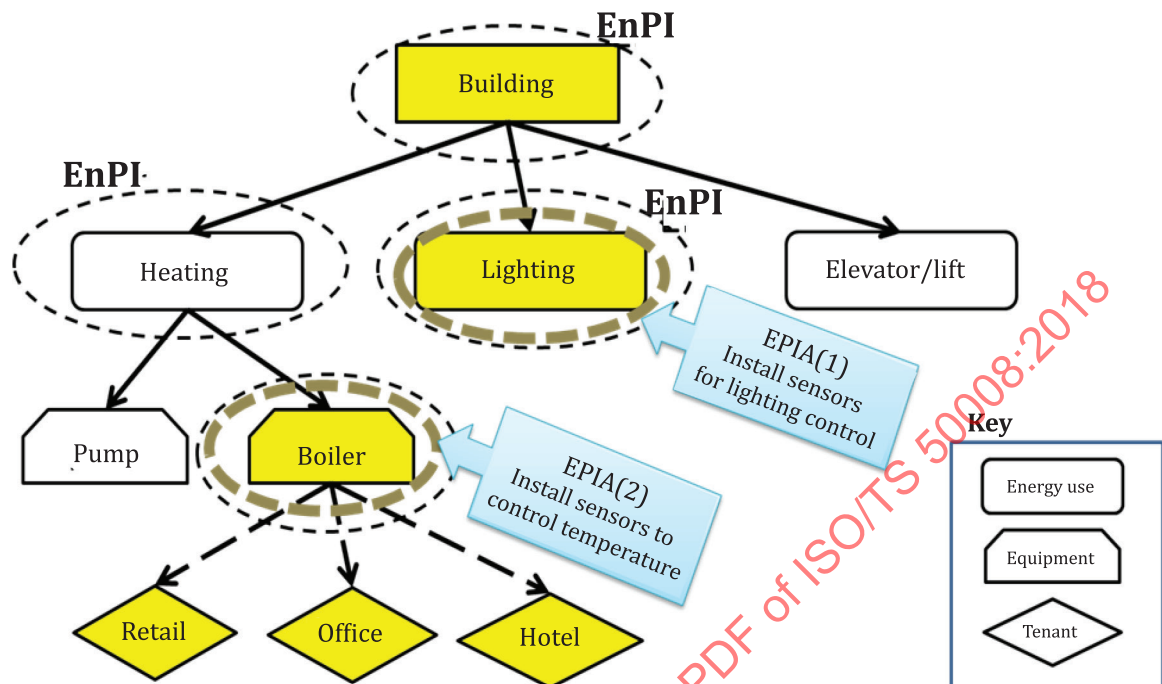 EnPI
Building
EnPI
EnPI
Heating
Lighting
Elevator/lift
EPIA(1)
Install sensors
for lighting control
Pump
Boiler
EPIA(2)
Install sensors to
control temperature
Retail
Office
Hotel
Key
Energy use
Equipment
Tenant
PDF of ISO/TS 50008:2018